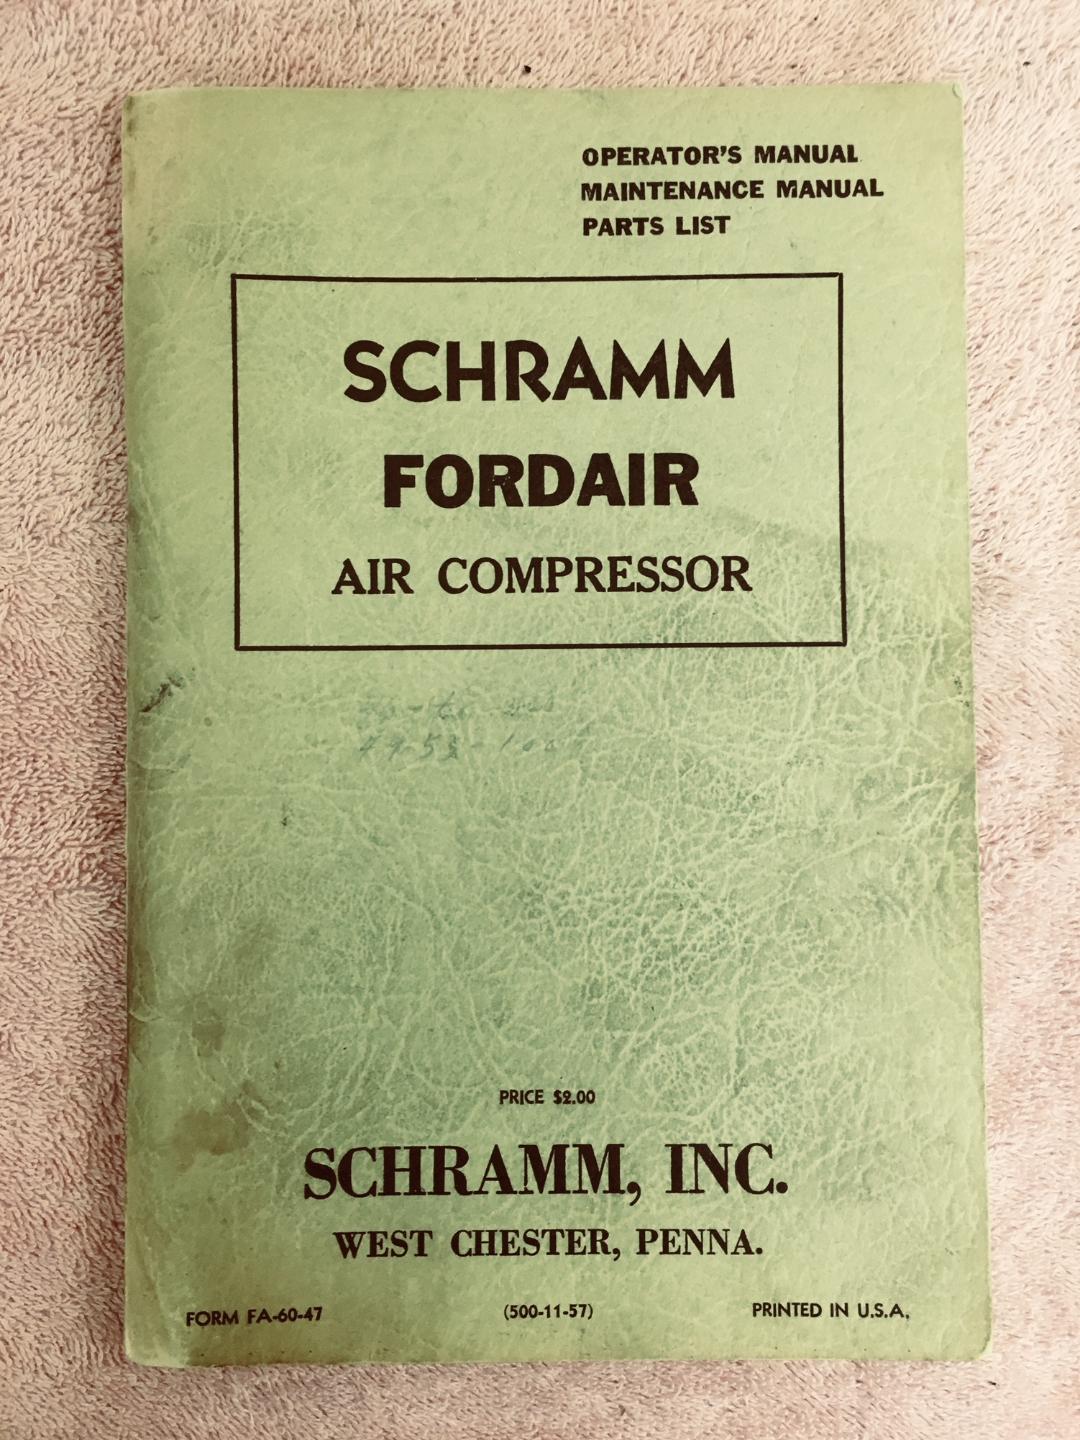 OPERATOR'S MANUAL
MAINTENANCE MANUAL
PARTS LIST
SCHRAMM
FORDAIR
AIR COMPRESSOR
PRICE $2.00
SCHRAMM, INC.
WEST CHESTER, PENNA.
FORM FA-60-47 (500-11-57) PRINTED IN U.S.A.